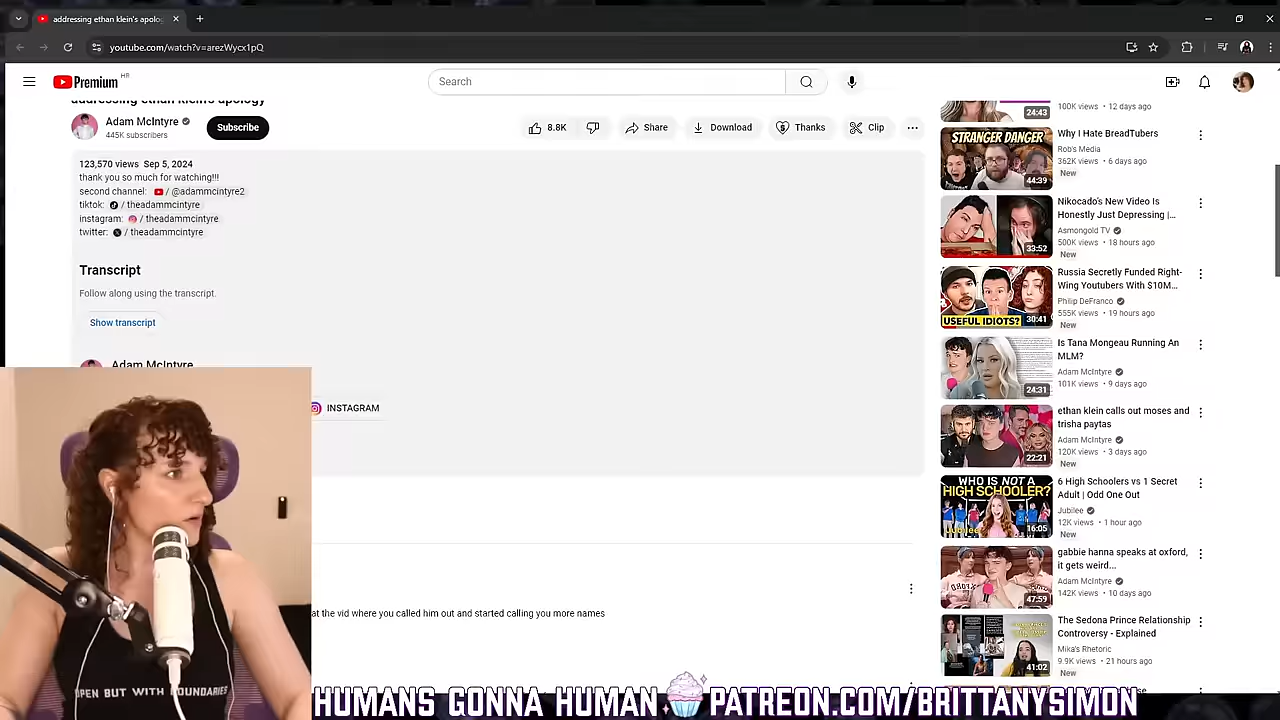 addressing ethan klein's apolog
youtube.com/watch?v=arezWycx1pQ
Premium HR
Search
addressing ethan klein's apology
Adam McIntyre
445K subscribers
Subscribe
8.8K
Share
Download
Thanks
Clip
123,570 views Sep 5, 2024
thank you so much for watching!!!
second channel: / @adammcintyre2
tiktok: / theadammcintyre
instagram: / theadammcintyre
twitter: / theadammcintyre
Transcript
Follow along using the transcript.
Show transcript
Adam McIntyre
INSTAGRAM
at friend where you called him out and started calling you more names
24:43
100K views • 12 days ago
STRANGER DANGER
44:39
Why I Hate BreadTubers
Rob's Media
362K views • 6 days ago
New
33:52
Nikocado's New Video Is
Honestly Just Depressing |...
Asmongold TV
500K views • 18 hours ago
New
USEFUL IDIOTS?
30:41
Russia Secretly Funded Right-
Wing Youtubers With $10M...
Philip DeFranco
555K views • 19 hours ago
New
24:31
Is Tana Mongeau Running An
MLM?
Adam McIntyre
101K views • 9 days ago
22:21
ethan klein calls out moses and
trisha paytas
Adam McIntyre
120K views • 3 days ago
New
WHO IS NOT A
HIGH SCHOOLER?
Jubilee
16:05
6 High Schoolers vs 1 Secret
Adult | Odd One Out
Jubilee
12K views • 1 hour ago
New
47:59
gabbie hanna speaks at oxford,
it gets weird...
Adam McIntyre
142K views • 10 days ago
41:02
The Sedona Prince Relationship
Controversy - Explained
Mika's Rhetoric
9.9K views • 21 hours ago
New
OPEN BUT WITH BOUNDARIES
HUMANS GONNA HUMAN PATREON.COM/BRITTANYSIMON